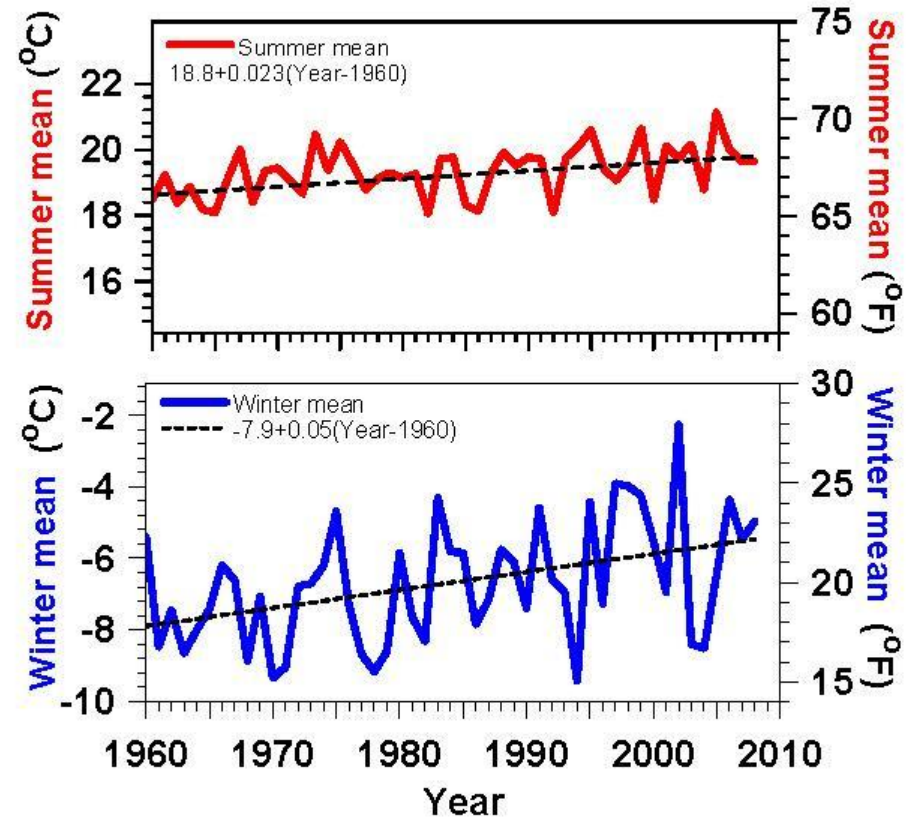 Summer mean (°C)
22
20
18
16
Summer mean
18.8+0.023(Year-1960)
75
70
65
60
Summer mean (°F)
Winter mean (°C)
-2
-4
-6
-8
-10
Winter mean
-7.9+0.05(Year-1960)
30
25
20
15
Winter mean (°F)
1960 1970 1980 1990 2000 2010
Year